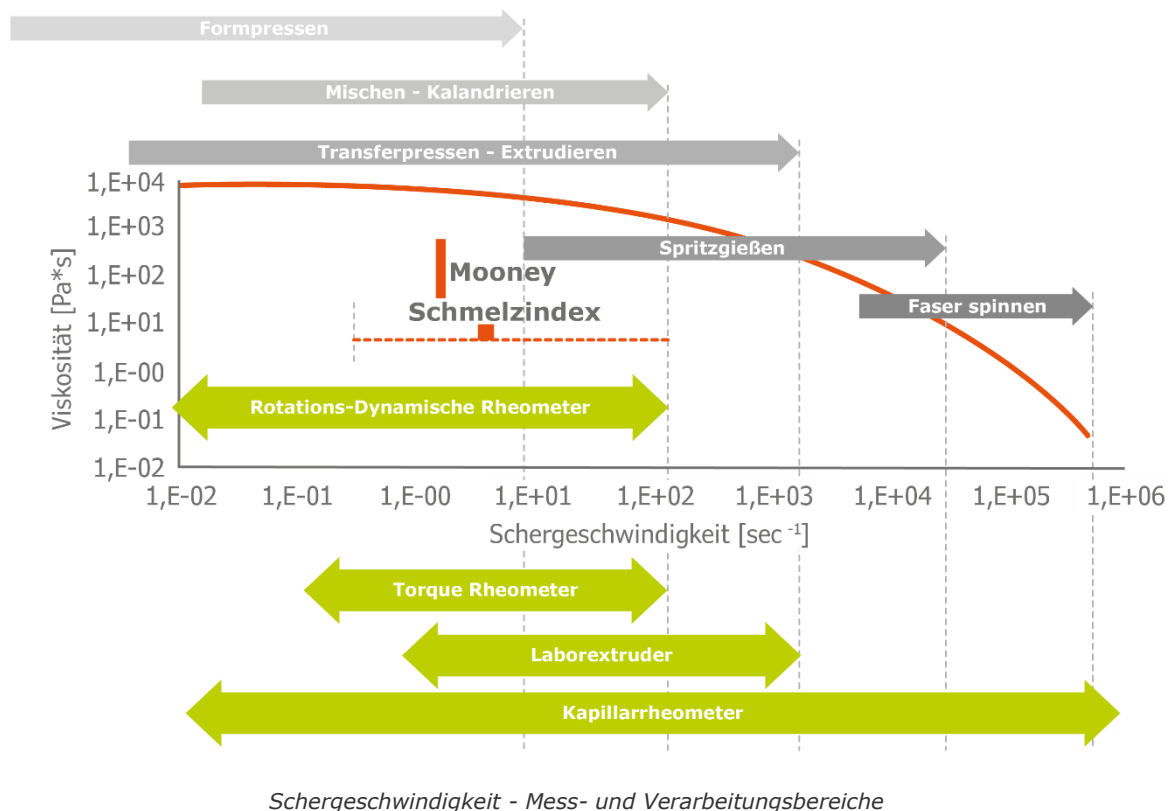 Formpressen
Mischen - Kalandrieren
Transferpressen - Extrudieren
1,E+04
1,E+03
1,E+02
1,E+01
1,E-00
1,E-01
1,E-02
Viskosität [Pa*s]
Spritzgießen
Mooney
Schmelzindex
Faser spinnen
Rotations-Dynamische Rheometer
1,E-02 1,E-01 1,E-00 1,E+01 1,E+02 1,E+03 1,E+04 1,E+05 1,E+06
Schergeschwindigkeit [sec ⁻¹]
Torque Rheometer
Laborextruder
Kapillarrheometer
Schergeschwindigkeit - Mess- und Verarbeitungsbereiche